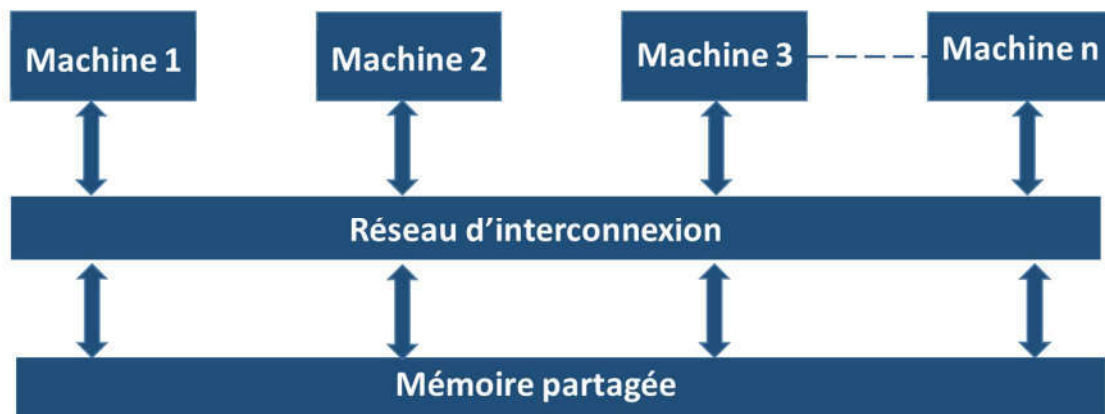 Machine 1
Machine 2
Machine 3
Machine n
Réseau d’interconnexion
Mémoire partagée